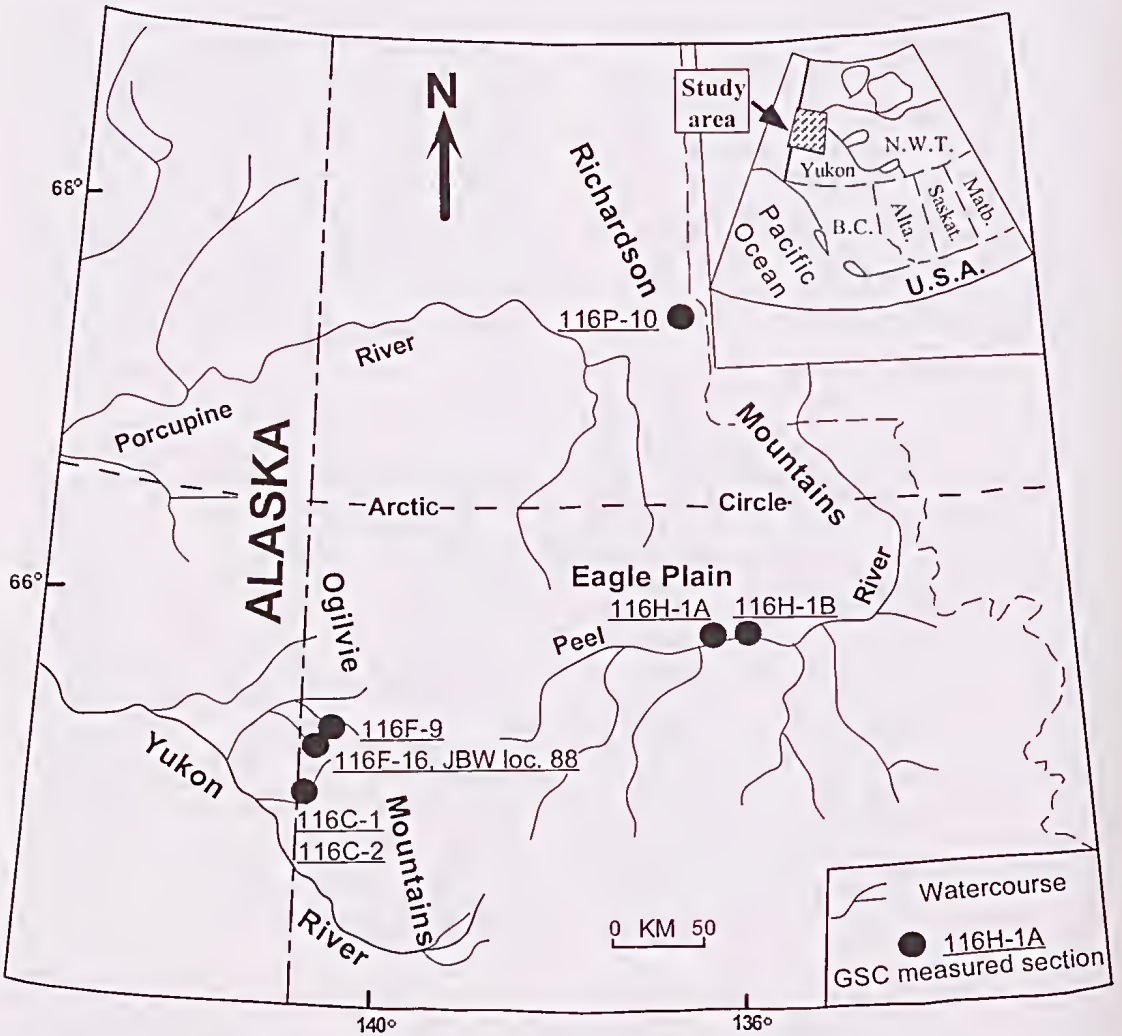 N
Study
area
N.W.T.
Yukon
B.C.
Alta.
Saskat.
Matb.
Pacific
Ocean
U.S.A.
68°
Richardson
116P-10
River
Porcupine
Mountains
ALASKA
Arctic
Circle
66°
Ogilvie
Eagle Plain
116H-1A
116H-1B
River
Peel
116F-9
116F-16, JBW loc. 88
Yukon
116C-1
116C-2
Mountains
River
0 KM 50
Watercourse
116H-1A
GSC measured section
140°
136°